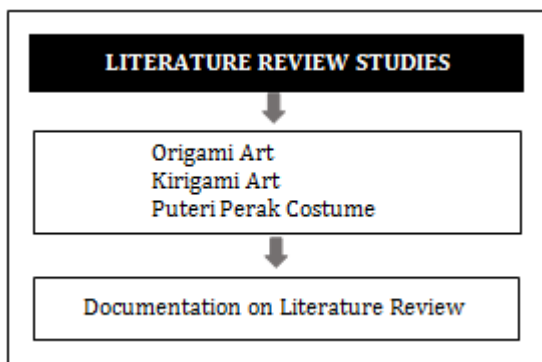 LITERATURE REVIEW STUDIES
Origami Art
Kirigami Art
Puteri Perak Costume
Documentation on Literature Review